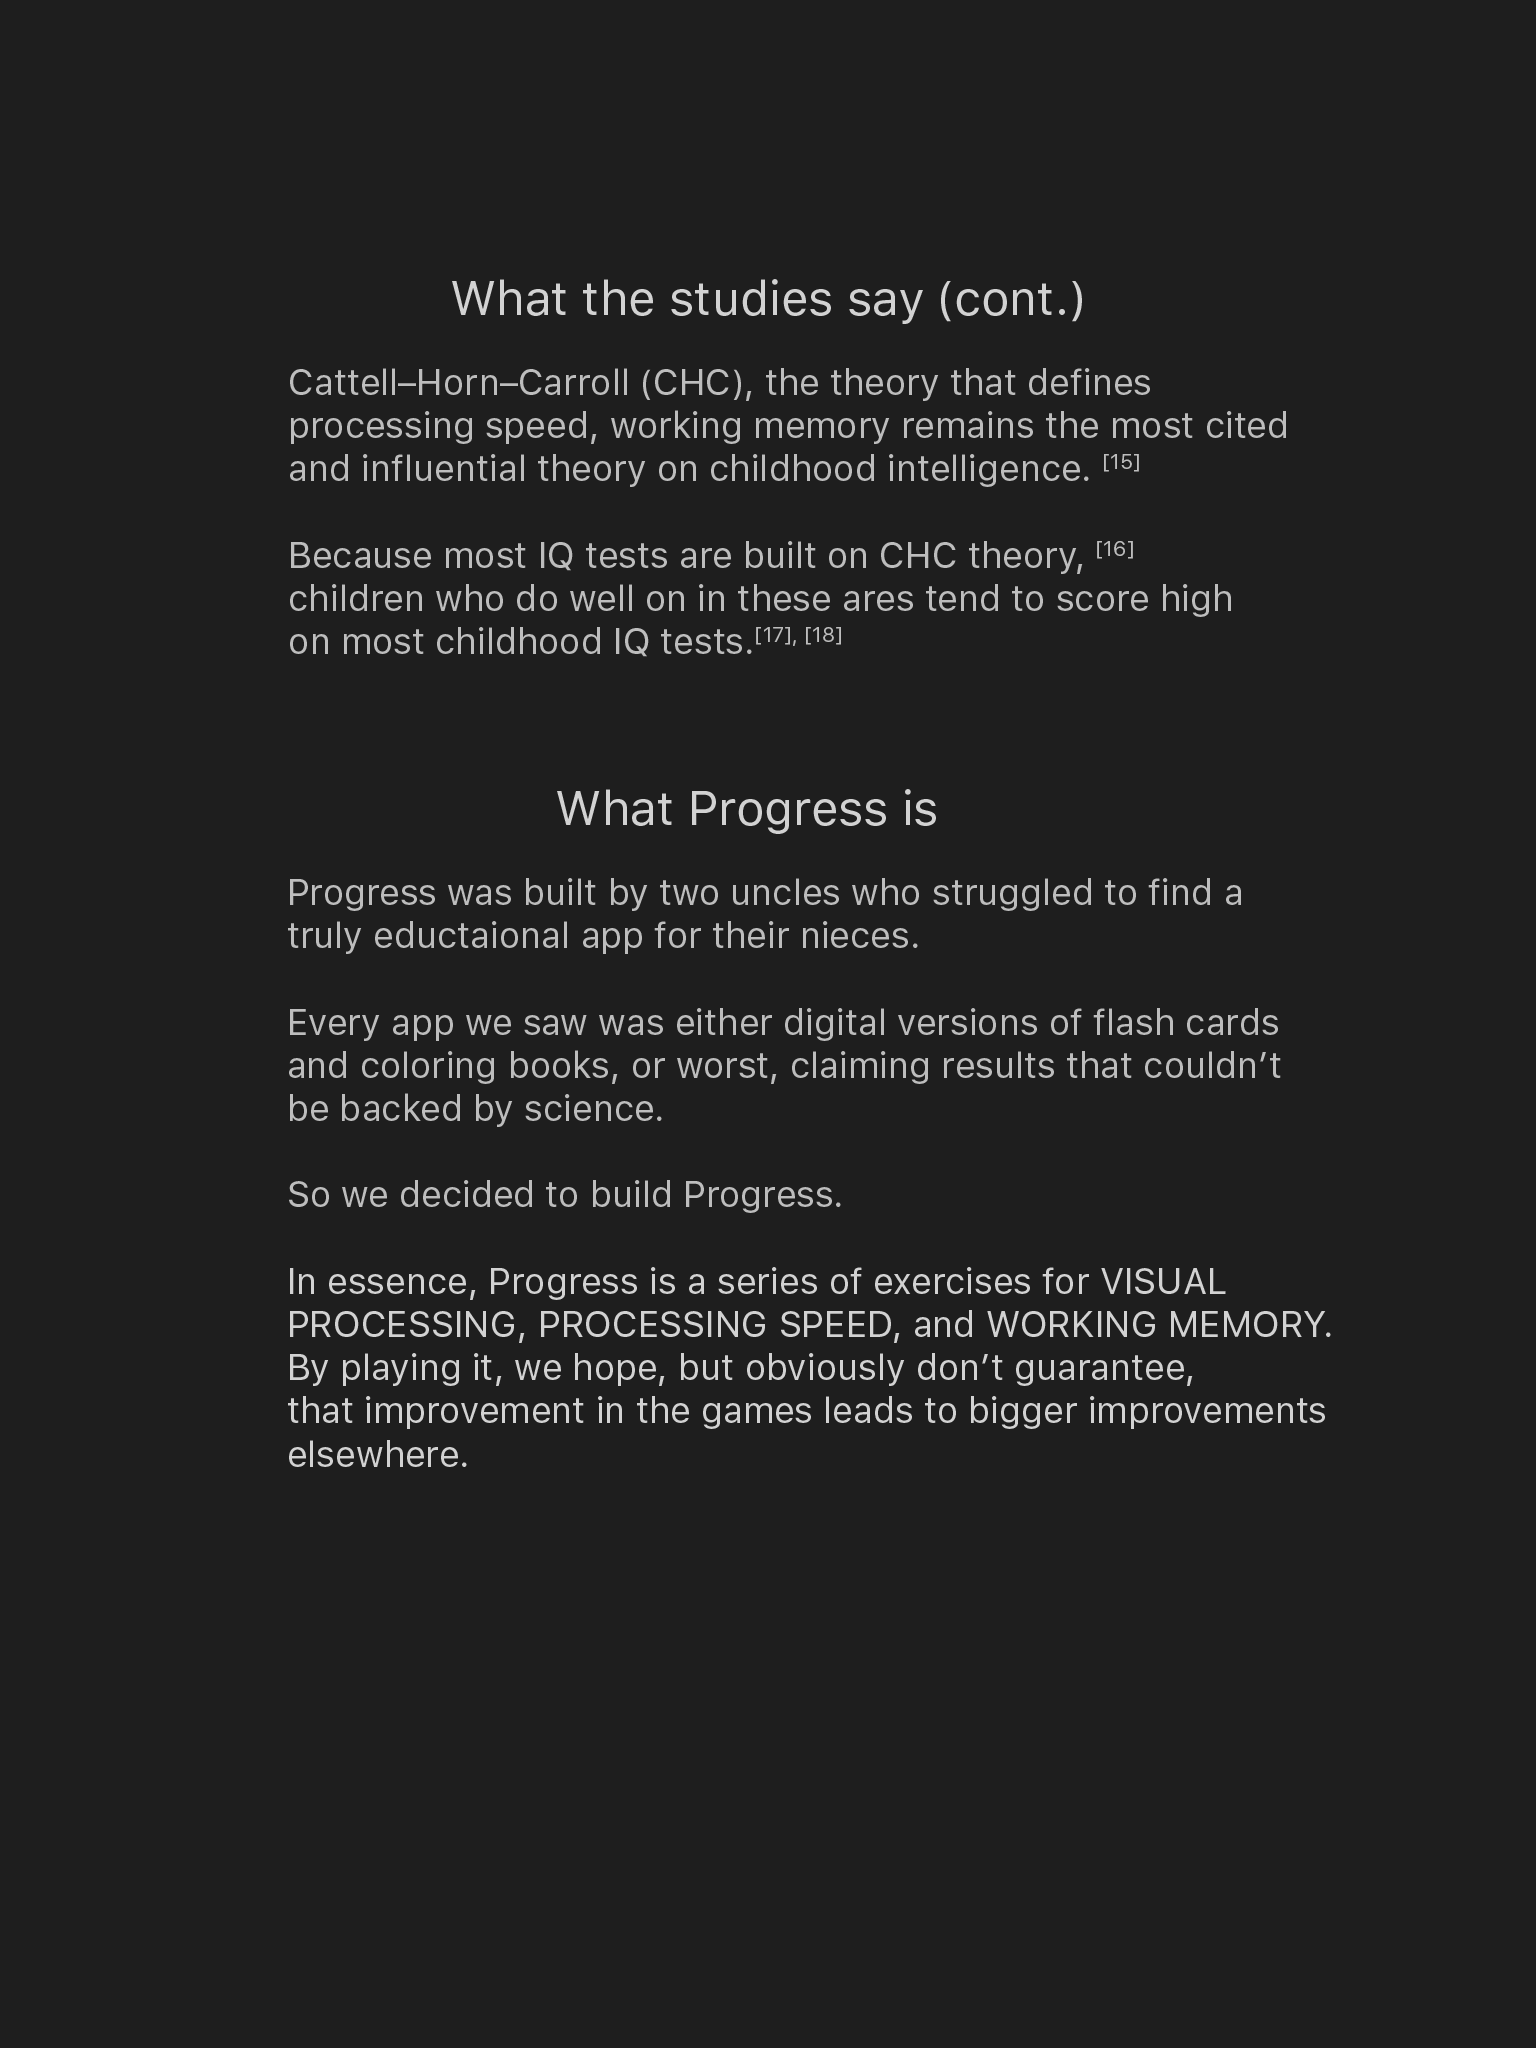 What the studies say (cont.)
Cattell–Horn–Carroll (CHC), the theory that defines
processing speed, working memory remains the most cited
and influential theory on childhood intelligence. [15]
Because most IQ tests are built on CHC theory, [16]
children who do well on in these ares tend to score high
on most childhood IQ tests.[17], [18]
What Progress is
Progress was built by two uncles who struggled to find a
truly eductaional app for their nieces.
Every app we saw was either digital versions of flash cards
and coloring books, or worst, claiming results that couldn’t
be backed by science.
So we decided to build Progress.
In essence, Progress is a series of exercises for VISUAL
PROCESSING, PROCESSING SPEED, and WORKING MEMORY.
By playing it, we hope, but obviously don’t guarantee,
that improvement in the games leads to bigger improvements
elsewhere.